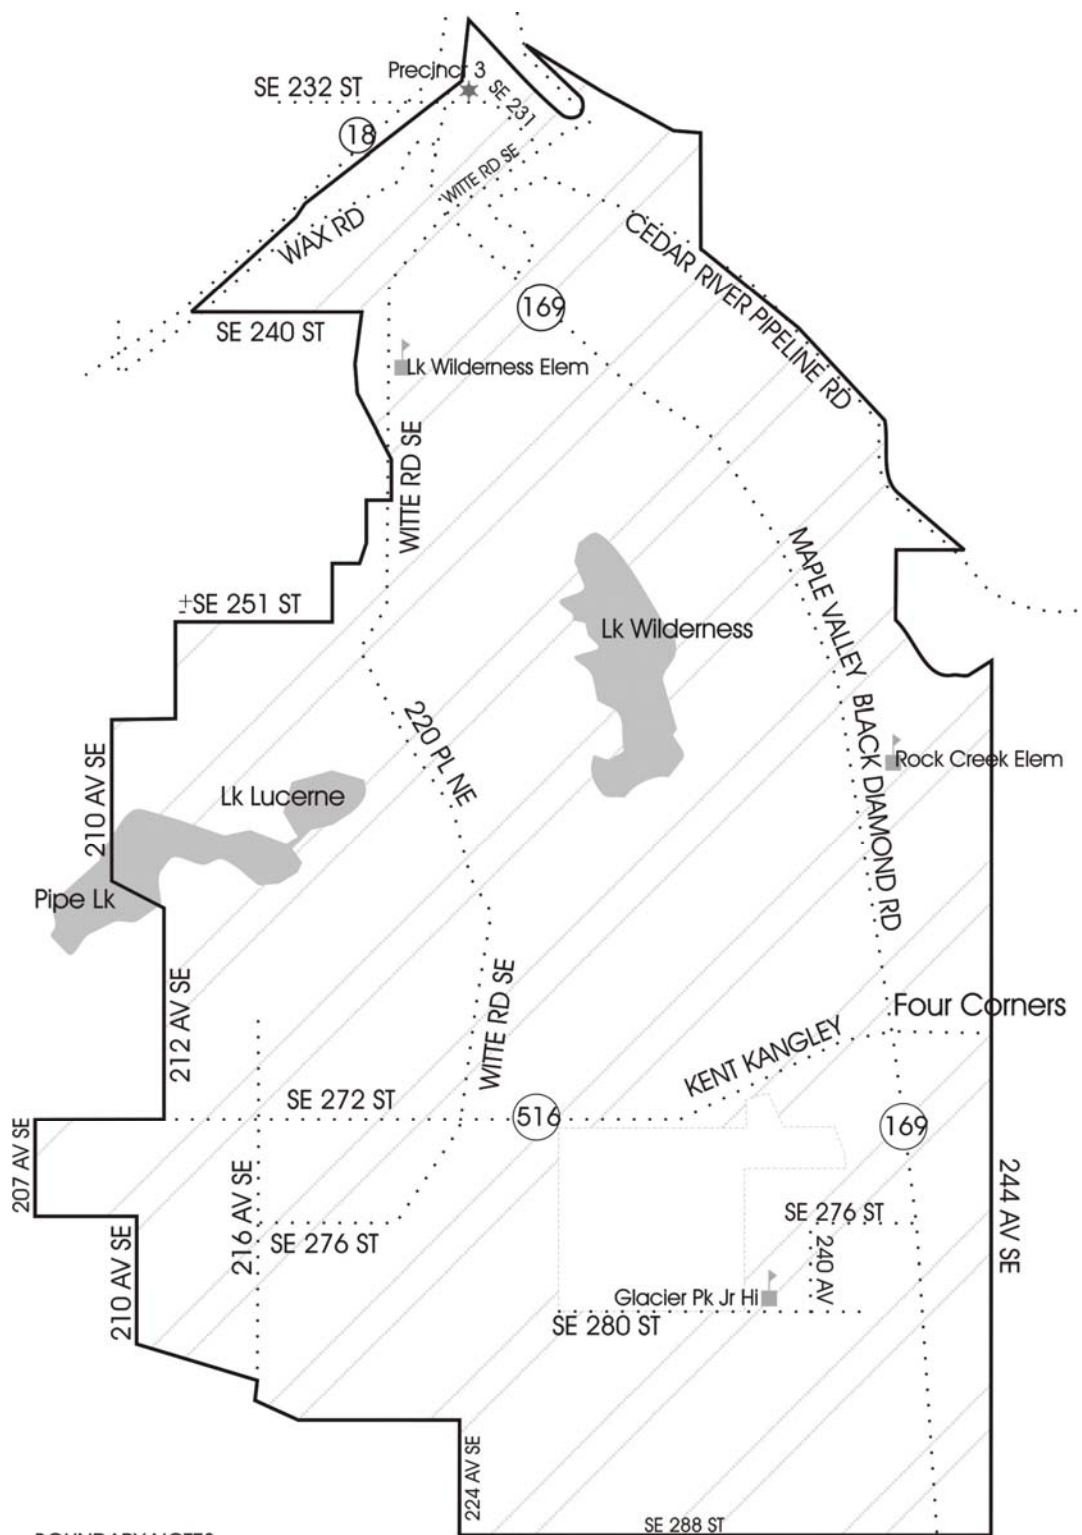 Precincr 3
SE 232 ST
SE 231
18
WITTE RD SE
WAX RD
CEDAR RIVER PIPELINE RD
169
SE 240 ST
Lk Wilderness Elem
WITTE RD SE
MAPLE VALLEY BLACK DIAMOND RD
±SE 251 ST
Lk Wilderness
220 PL NE
210 AV SE
Rock Creek Elem
Lk Lucerne
Pipe Lk
212 AV SE
WITTE RD SE
Four Corners
KENT KANGLEY
SE 272 ST
516
169
207 AV SE
216 AV SE
244 AV SE
SE 276 ST
SE 276 ST
210 AV SE
240 AV
Glacier Pk Jr Hi
SE 280 ST
224 AV SE
SE 288 ST
BOUNDARY NOTES